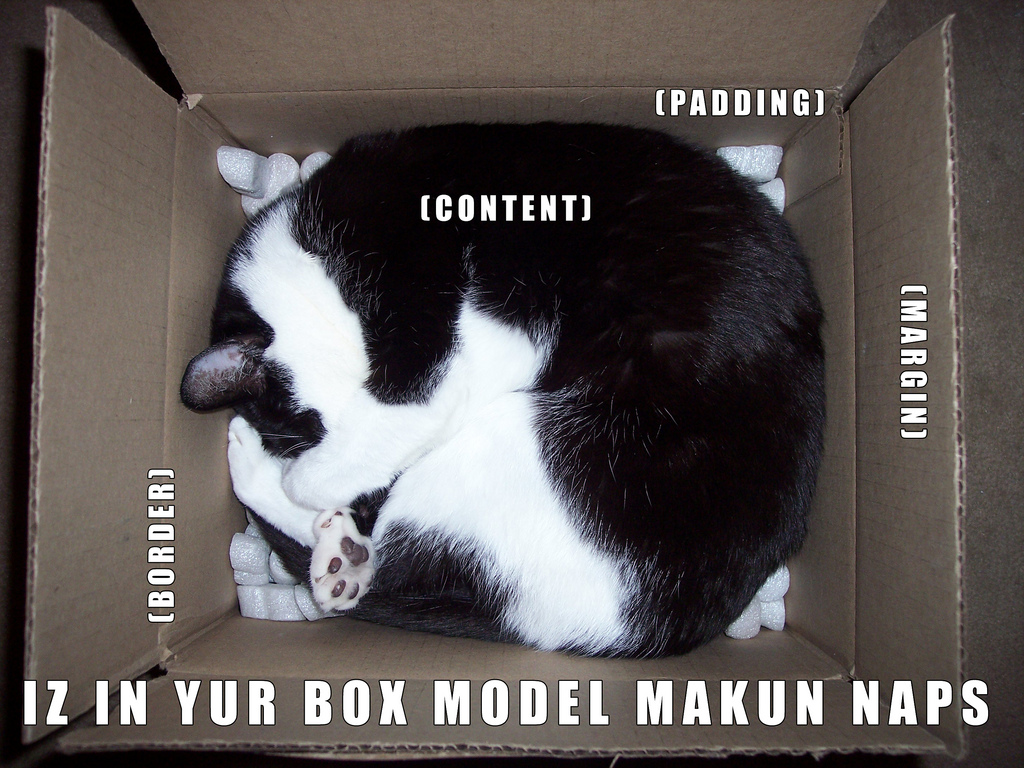 (PADDING)
(CONTENT)
(MARGIN)
(BORDER)
IZ IN YUR BOX MODEL MAKUN NAPS